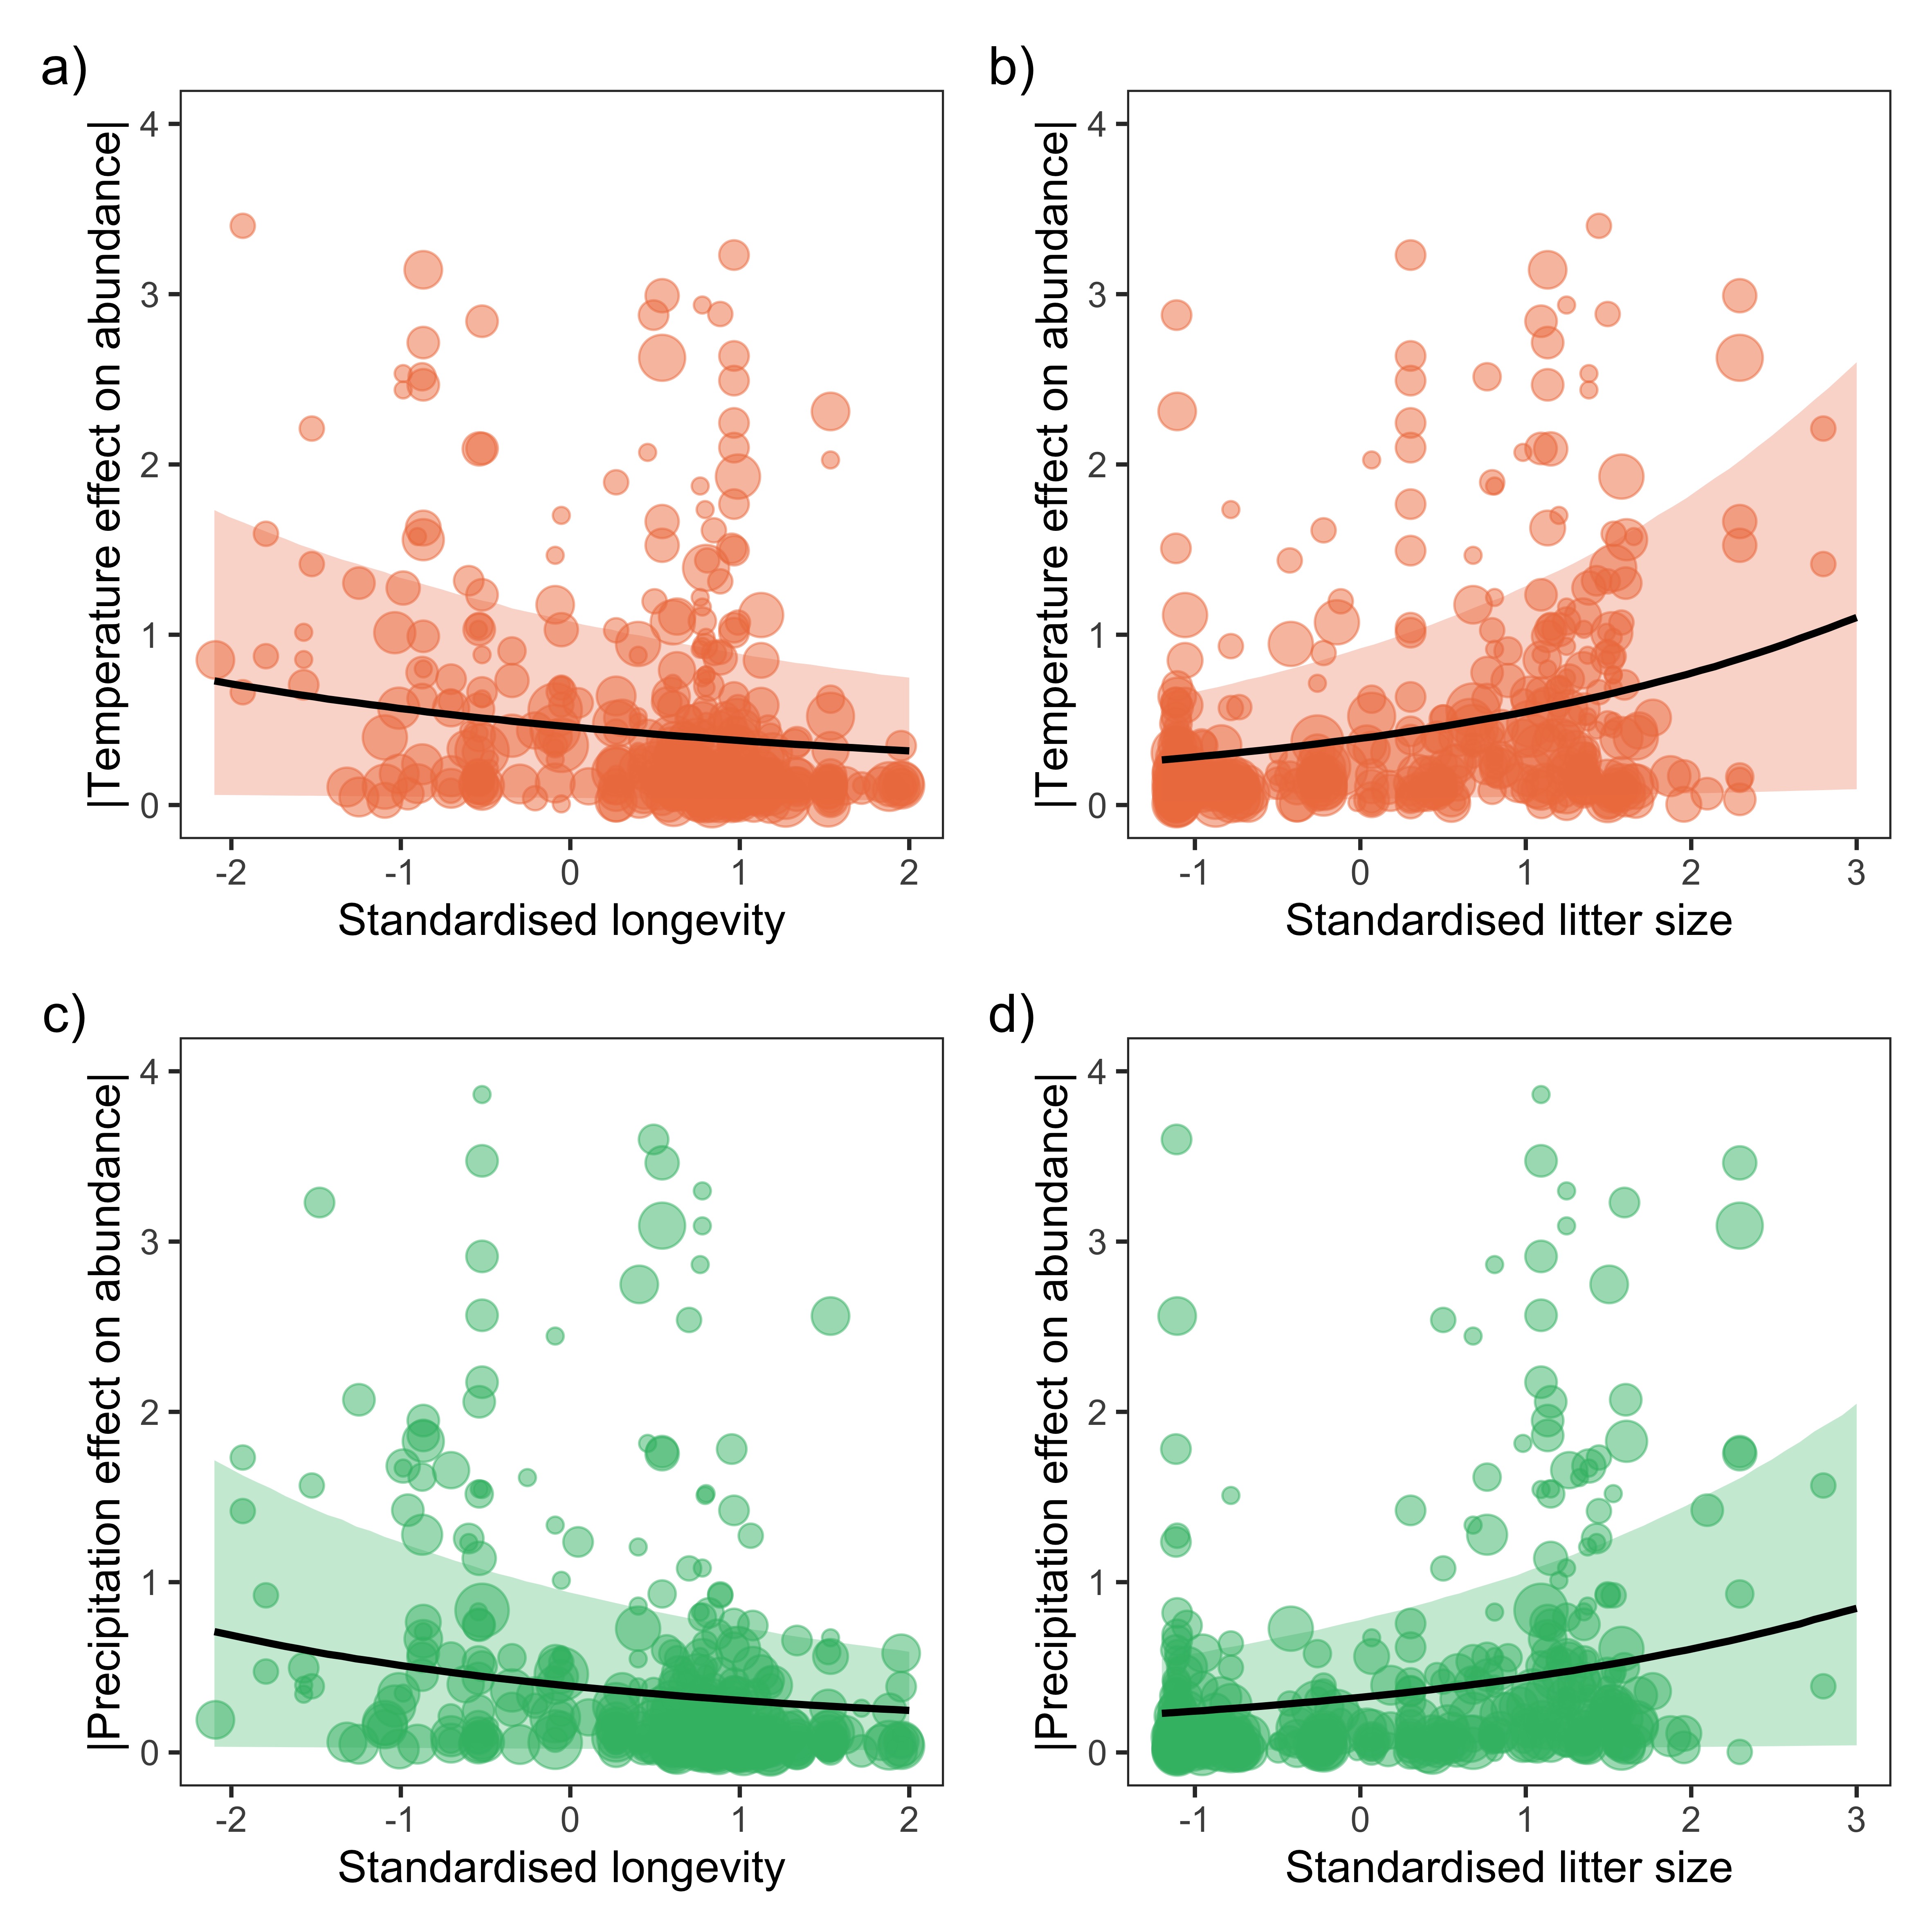 a)
|Temperature effect on abundance|
4
3
2
1
0
-2 -1 0 1 2
Standardised longevity
b)
|Temperature effect on abundance|
4
3
2
1
0
-1 0 1 2 3
Standardised litter size
c)
|Precipitation effect on abundance|
4
3
2
1
0
-2 -1 0 1 2
Standardised longevity
d)
|Precipitation effect on abundance|
4
3
2
1
0
-1 0 1 2 3
Standardised litter size